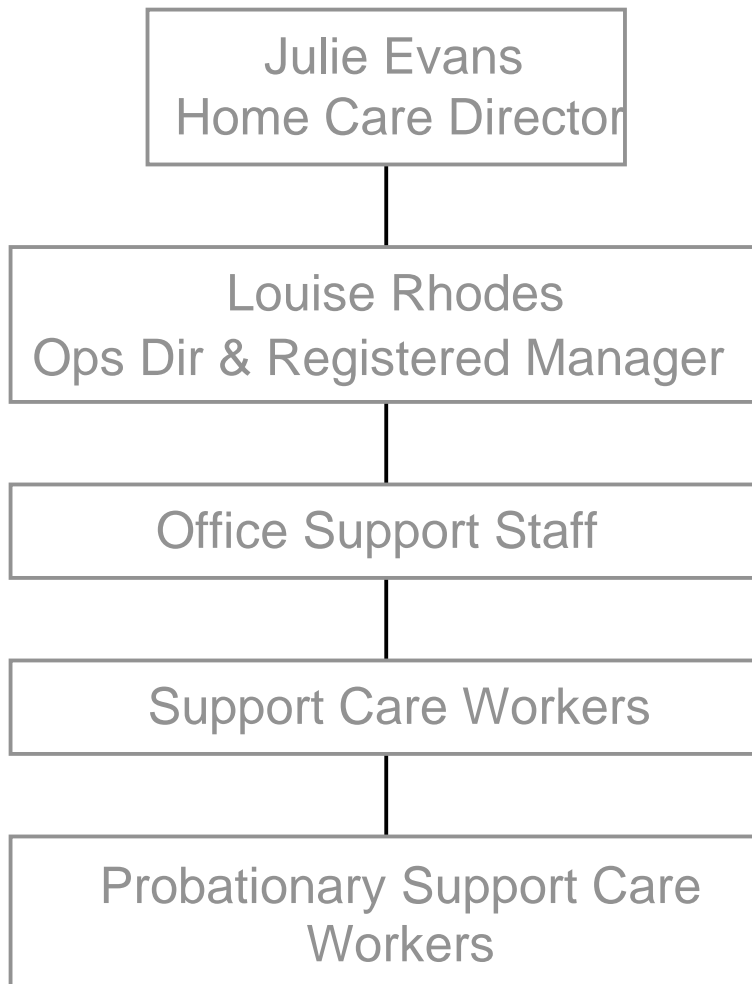 Julie Evans
Home Care Director
Louise Rhodes
Ops Dir & Registered Manager
Office Support Staff
Support Care Workers
Probationary Support Care
Workers